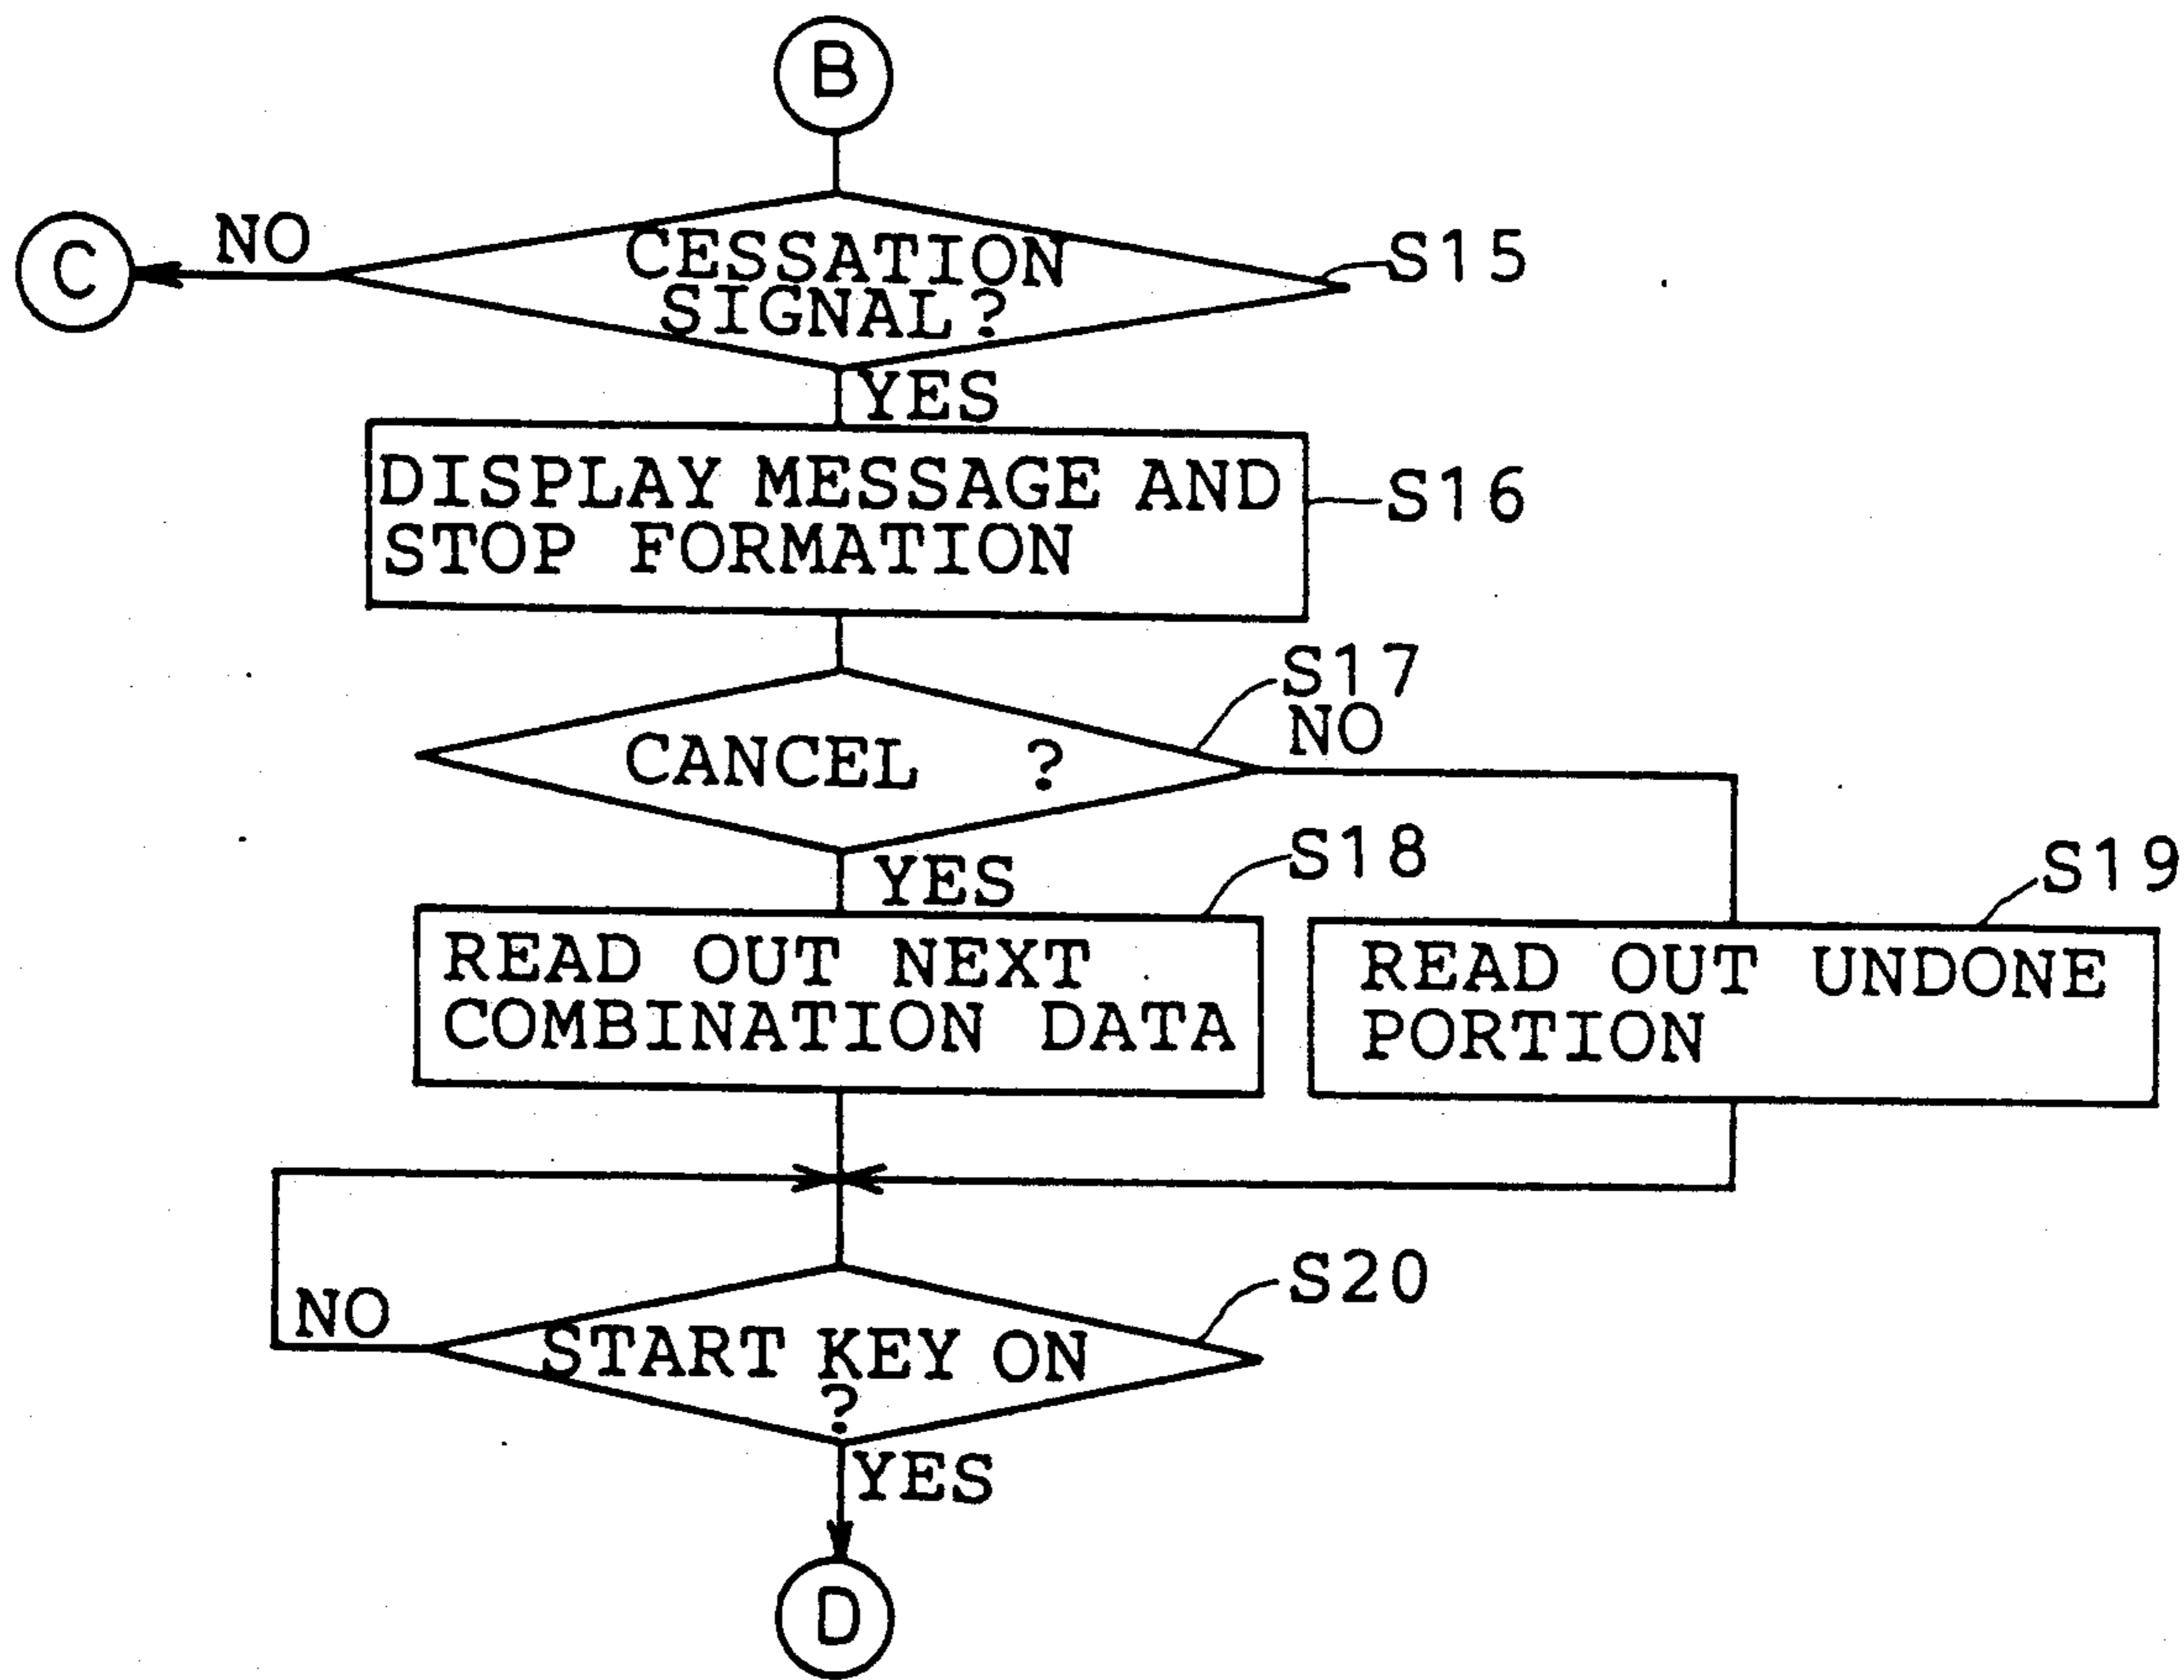 B
C
NO
CESSATION
SIGNAL?
S15
YES
DISPLAY MESSAGE AND
STOP FORMATION
S16
S17
NO
CANCEL ?
YES
S18
S19
READ OUT NEXT
COMBINATION DATA
READ OUT UNDONE
PORTION
S20
NO
START KEY ON
?
YES
D